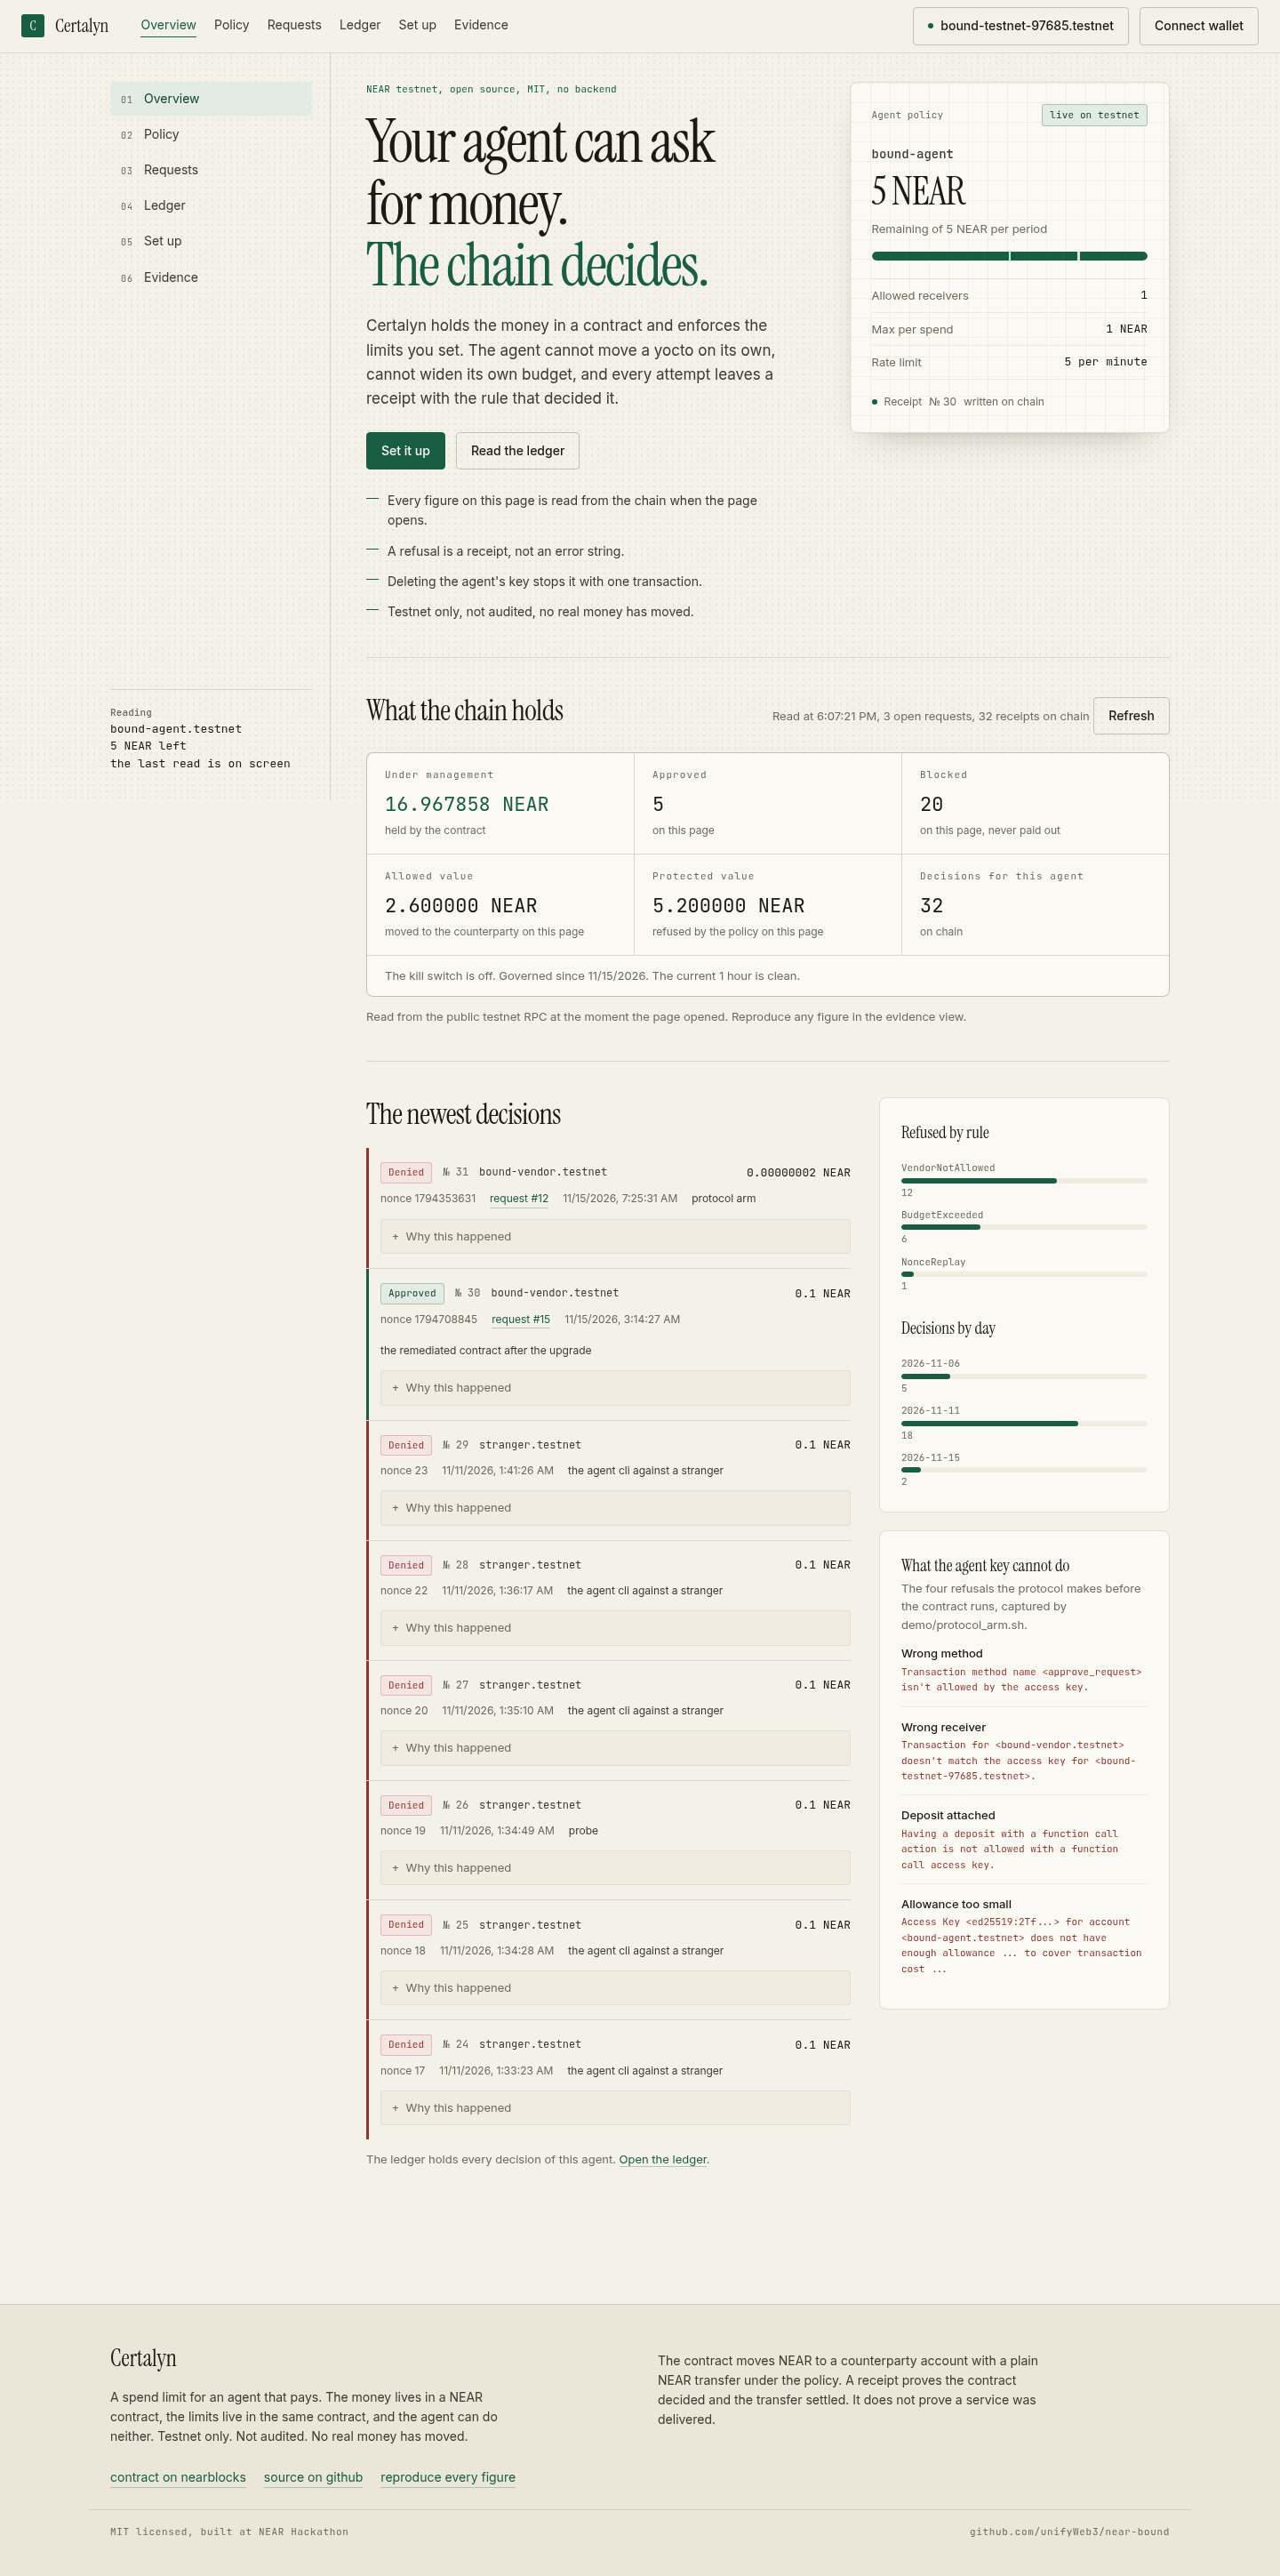 C Certalyn Overview Policy Requests Ledger Set up Evidence bound-testnet-97685.testnet Connect wallet
01 Overview
02 Policy
03 Requests
04 Ledger
05 Set up
06 Evidence
Reading
bound-agent.testnet
5 NEAR left
the last read is on screen
NEAR testnet, open source, MIT, no backend
Your agent can ask
for money.
The chain decides.
Certalyn holds the money in a contract and enforces the
limits you set. The agent cannot move a yocto on its own,
cannot widen its own budget, and every attempt leaves a
receipt with the rule that decided it.
Set it up Read the ledger
Every figure on this page is read from the chain when the page
opens.
A refusal is a receipt, not an error string.
Deleting the agent's key stops it with one transaction.
Testnet only, not audited, no real money has moved.
Agent policy live on testnet
bound-agent
5 NEAR
Remaining of 5 NEAR per period
Allowed receivers 1
Max per spend 1 NEAR
Rate limit 5 per minute
Receipt № 30 written on chain
What the chain holds
Read at 6:07:21 PM, 3 open requests, 32 receipts on chain Refresh
Under management
16.967858 NEAR
held by the contract
Approved
5
on this page
Blocked
20
on this page, never paid out
Allowed value
2.600000 NEAR
moved to the counterparty on this page
Protected value
5.200000 NEAR
refused by the policy on this page
Decisions for this agent
32
on chain
The kill switch is off. Governed since 11/15/2026. The current 1 hour is clean.
Read from the public testnet RPC at the moment the page opened. Reproduce any figure in the evidence view.
The newest decisions
Denied № 31 bound-vendor.testnet 0.00000002 NEAR
nonce 1794353631 request #12 11/15/2026, 7:25:31 AM protocol arm
+ Why this happened
Approved № 30 bound-vendor.testnet 0.1 NEAR
nonce 1794708845 request #15 11/15/2026, 3:14:27 AM
the remediated contract after the upgrade
+ Why this happened
Denied № 29 stranger.testnet 0.1 NEAR
nonce 23 11/11/2026, 1:41:26 AM the agent cli against a stranger
+ Why this happened
Denied № 28 stranger.testnet 0.1 NEAR
nonce 22 11/11/2026, 1:36:17 AM the agent cli against a stranger
+ Why this happened
Denied № 27 stranger.testnet 0.1 NEAR
nonce 20 11/11/2026, 1:35:10 AM the agent cli against a stranger
+ Why this happened
Denied № 26 stranger.testnet 0.1 NEAR
nonce 19 11/11/2026, 1:34:49 AM probe
+ Why this happened
Denied № 25 stranger.testnet 0.1 NEAR
nonce 18 11/11/2026, 1:34:28 AM the agent cli against a stranger
+ Why this happened
Denied № 24 stranger.testnet 0.1 NEAR
nonce 17 11/11/2026, 1:33:23 AM the agent cli against a stranger
+ Why this happened
The ledger holds every decision of this agent. Open the ledger.
Refused by rule
VendorNotAllowed
12
BudgetExceeded
6
NonceReplay
1
Decisions by day
2026-11-06
5
2026-11-11
18
2026-11-15
2
What the agent key cannot do
The four refusals the protocol makes before
the contract runs, captured by
demo/protocol_arm.sh.
Wrong method
Transaction method name <approve_request>
isn't allowed by the access key.
Wrong receiver
Transaction for <bound-vendor.testnet>
doesn't match the access key for <bound-
testnet-97685.testnet>.
Deposit attached
Having a deposit with a function call
action is not allowed with a function
call access key.
Allowance too small
Access Key <ed25519:2Tf...> for account
<bound-agent.testnet> does not have
enough allowance ... to cover transaction
cost ...
Certalyn
A spend limit for an agent that pays. The money lives in a NEAR
contract, the limits live in the same contract, and the agent can do
neither. Testnet only. Not audited. No real money has moved.
contract on nearblocks source on github reproduce every figure
The contract moves NEAR to a counterparty account with a plain
NEAR transfer under the policy. A receipt proves the contract
decided and the transfer settled. It does not prove a service was
delivered.
MIT licensed, built at NEAR Hackathon github.com/unifyWeb3/near-bound